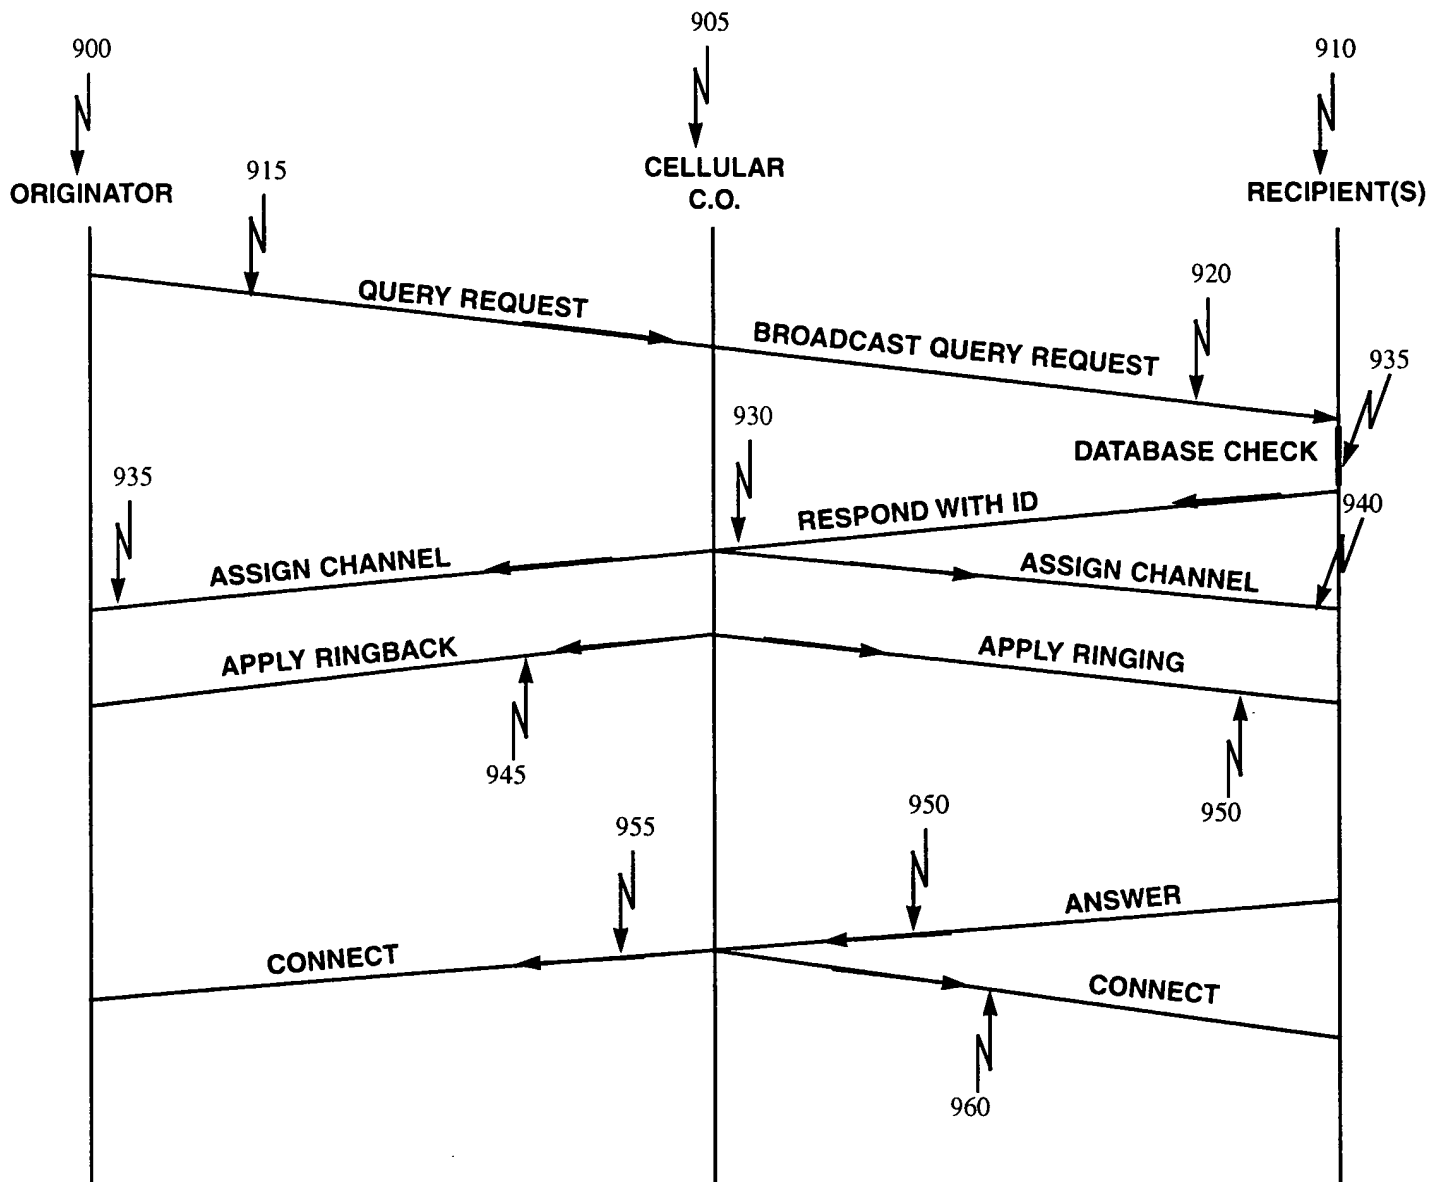 905
900
910
CELLULAR
C.O.
915
ORIGINATOR
RECIPIENT(S)
920
QUERY REQUEST
BROADCAST QUERY REQUEST
935
930
DATABASE CHECK
935
RESPOND WITH ID
940
ASSIGN CHANNEL
ASSIGN CHANNEL
APPLY RINGBACK
APPLY RINGING
945
950
950
955
ANSWER
CONNECT
CONNECT
960